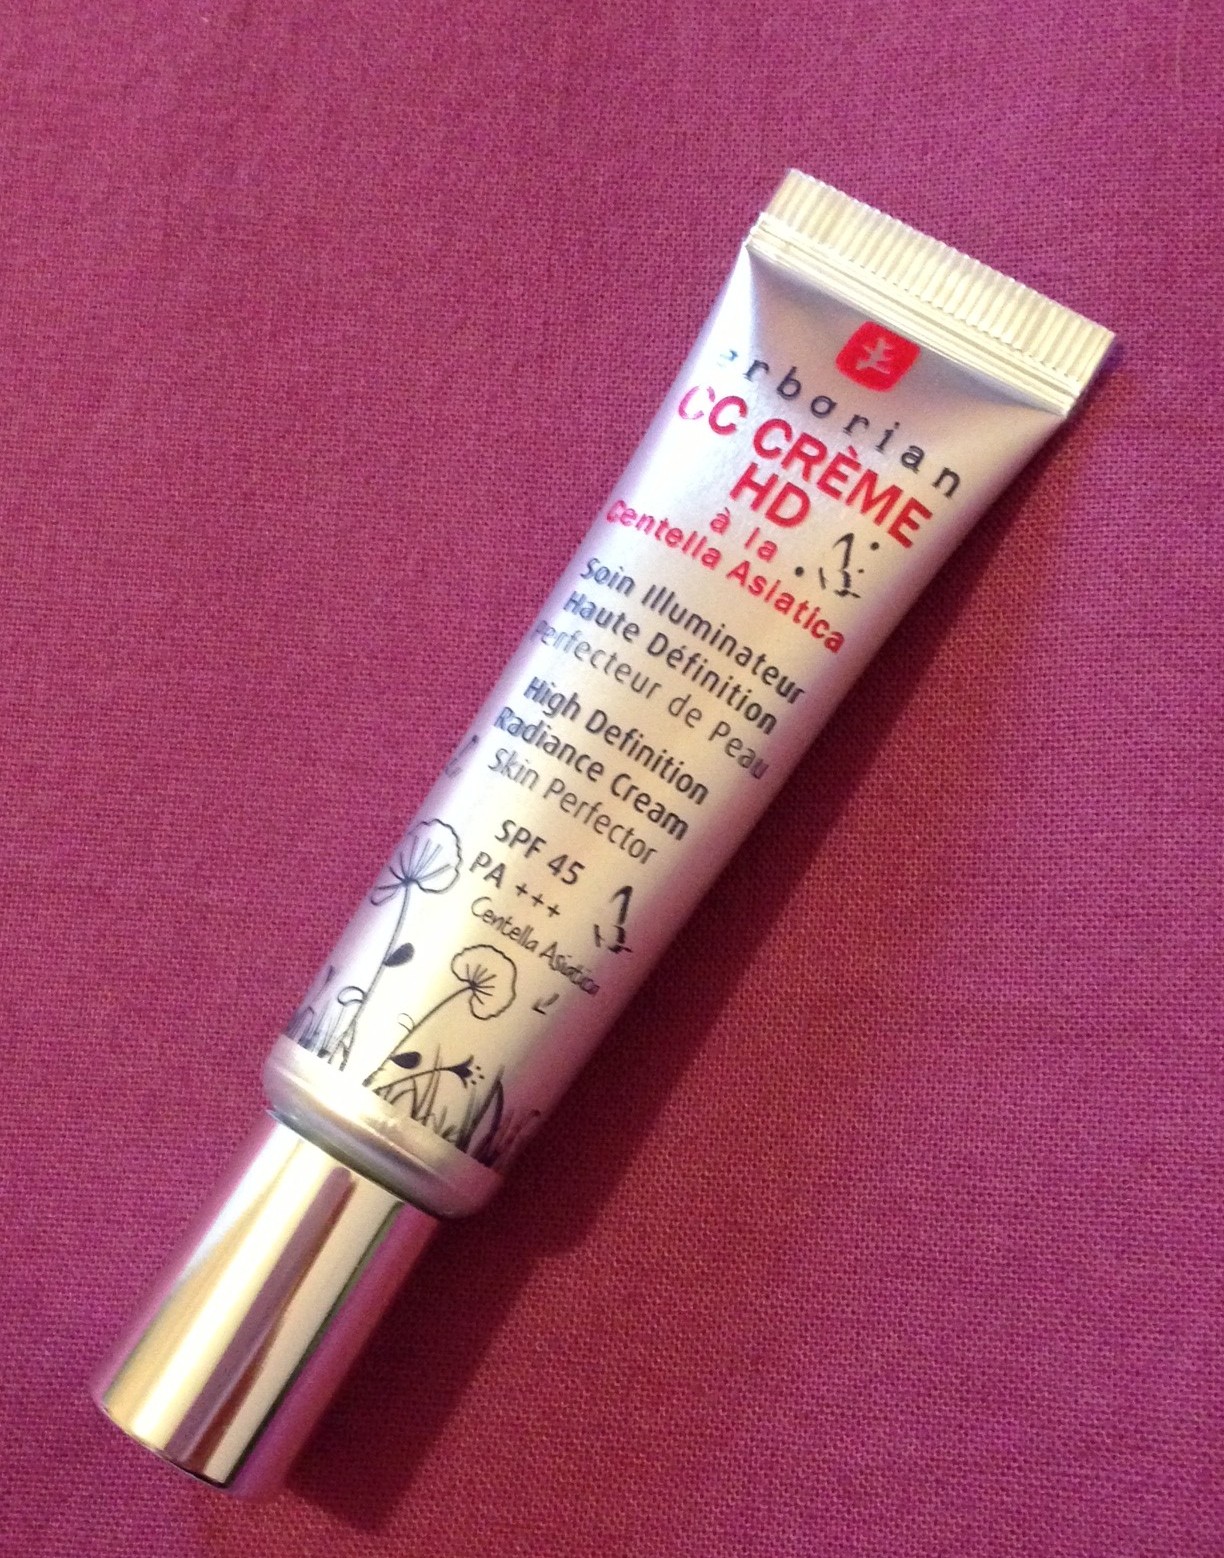 erborian
CC CRÈME
HD
à la
Centella Asiatica
Soin Illuminateur
Haute Définition
Perfecteur de Peau
High Definition
Radiance Cream
Skin Perfector
SPF 45
PA +++
Centella Asiatica